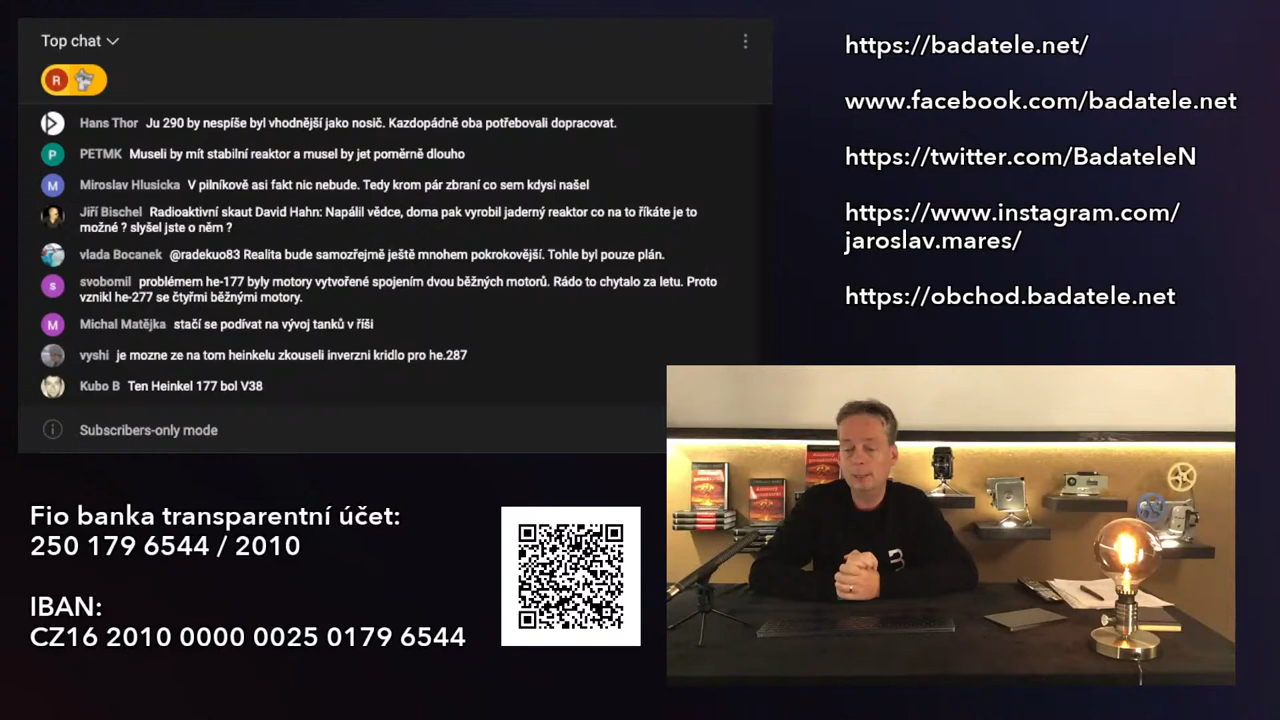 Top chat
R
Hans Thor Ju 290 by nespíše byl vhodnější jako nosič. Kazdopádně oba potřebovali dopracovat.
P PETMK Museli by mít stabilní reaktor a musel by jet poměrně dlouho
M Miroslav Hlusicka V pilníkově asi fakt nic nebude. Tedy krom pár zbraní co sem kdysi našel
Jiří Bischel Radioaktivní skaut David Hahn: Napálil vědce, doma pak vyrobil jaderný reaktor co na to říkáte je to
možné ? slyšel jste o něm ?
vlada Bocanek @radekuo83 Realita bude samozřejmě ještě mnohem pokrokovější. Tohle byl pouze plán.
s svobomil problémem he-177 byly motory vytvořené spojením dvou běžných motorů. Rádo to chytalo za letu. Proto
vznikl he-277 se čtyřmi běžnými motory.
M Michal Matějka stačí se podívat na vývoj tanků v říši
vyshi je mozne ze na tom heinkelu zkouseli inverzni kridlo pro he.287
Kubo B Ten Heinkel 177 bol V38
Subscribers-only mode
https://badatele.net/
www.facebook.com/badatele.net
https://twitter.com/BadateleN
https://www.instagram.com/
jaroslav.mares/
https://obchod.badatele.net
Fio banka transparentní účet:
250 179 6544 / 2010
IBAN:
CZ16 2010 0000 0025 0179 6544